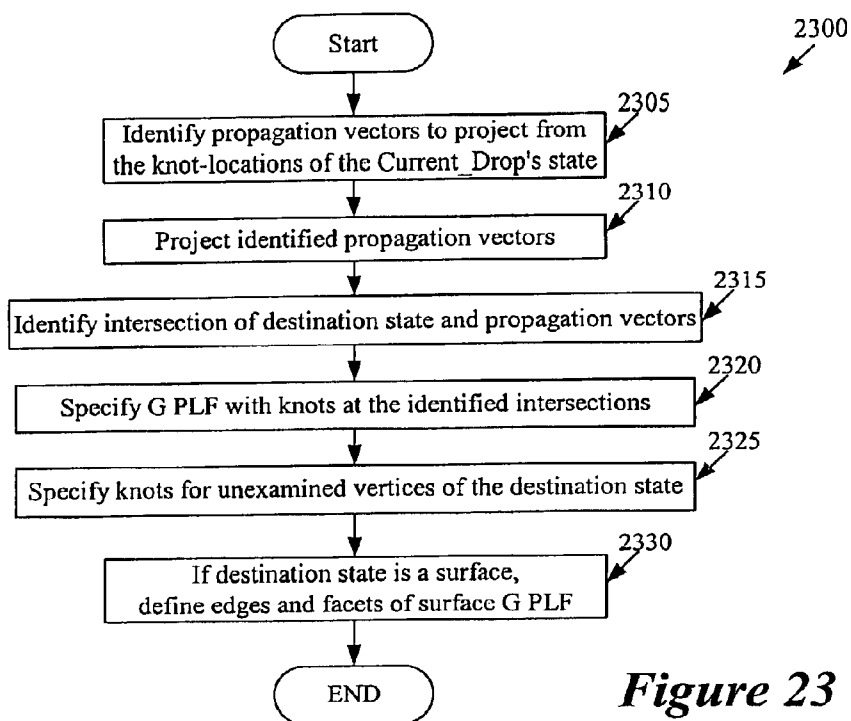 2300
Start
2305
Identify propagation vectors to project from
the knot-locations of the Current_Drop's state
2310
Project identified propagation vectors
2315
Identify intersection of destination state and propagation vectors
2320
Specify G PLF with knots at the identified intersections
2325
Specify knots for unexamined vertices of the destination state
2330
If destination state is a surface,
define edges and facets of surface G PLF
END
Figure 23